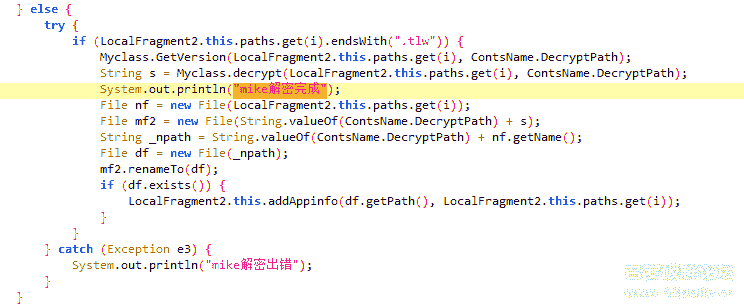 } else {
try {
if (LocalFragment2.this.paths.get(i).endsWith(".tlw")) {
Myclass.GetVersion(LocalFragment2.this.paths.get(i), ContsName.DecryptPath);
String s = Myclass.decrypt(LocalFragment2.this.paths.get(i), ContsName.DecryptPath);
System.out.println("mike解密完成");
File nf = new File(LocalFragment2.this.paths.get(i));
File mf2 = new File(String.valueOf(ContsName.DecryptPath) + s);
String _npath = String.valueOf(ContsName.DecryptPath) + nf.getName();
File df = new File(_npath);
mf2.renameTo(df);
if (df.exists()) {
LocalFragment2.this.addAppinfo(df.getPath(), LocalFragment2.this.paths.get(i));
}
}
} catch (Exception e3) {
System.out.println("mike解密出错");
}
}